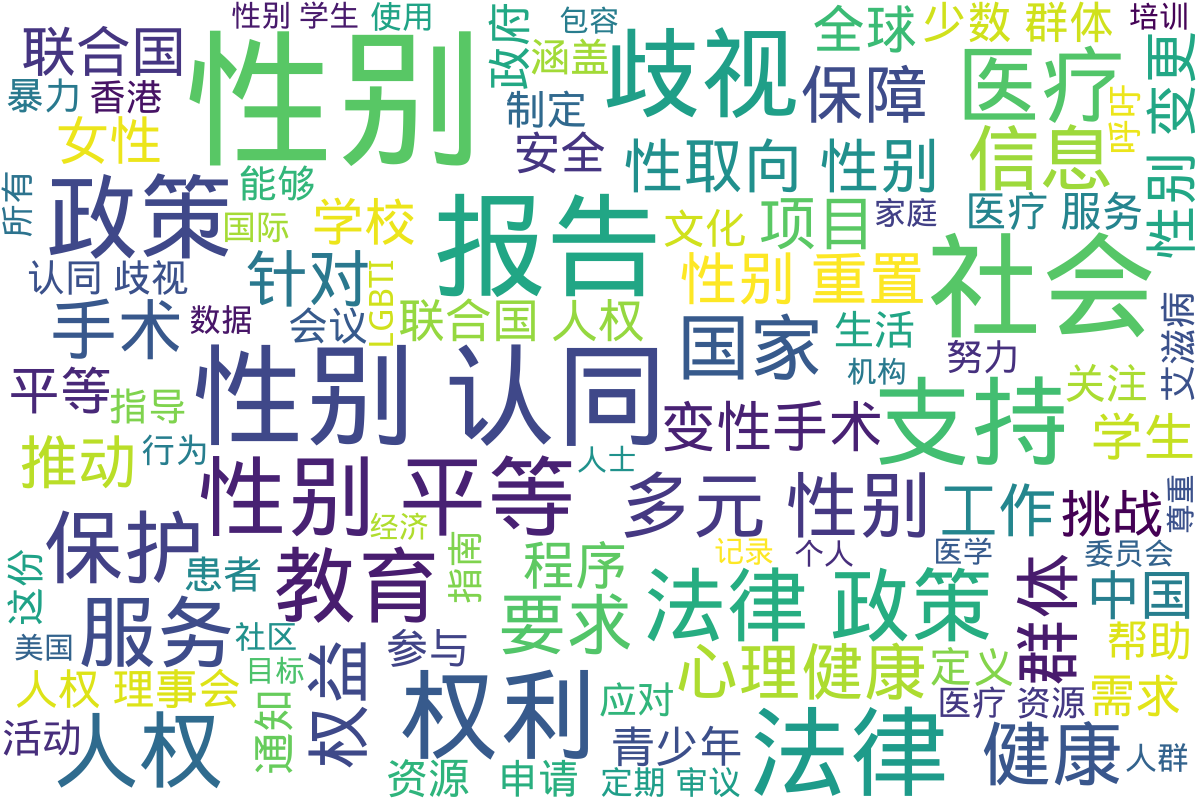 性别 学生
使用
政府
包容
全球
少数 群体
培训
联合国
性别
涵盖
歧视
保障
医疗
变更
暴力
香港
制定
呼吁
女性
安全
性取向 性别
信息
性别
所有
政策
能够
国际
学校
报告
文化
项目
家庭
医疗 服务
社会
认同 歧视
针对
LGBTI
性别 重置
手术
数据
会议
联合国 人权
国家
生活
努力
艾滋病
平等
指导
性别 认同
机构
关注
推动
行为
变性手术
支持
学生
性别 平等
人士
多元 性别
工作
挑战
尊重
保护
患者
经济
指南
记录
个人
医学
委员会
这份
教育
程序
法律 政策
群体
中国
服务
社区
要求
美国
目标
参与
心理健康
定义
帮助
人权 理事会
权益
权利
应对
医疗 资源
需求
活动
人权
通知
青少年
法律
健康
人群
资源
申请
定期 审议